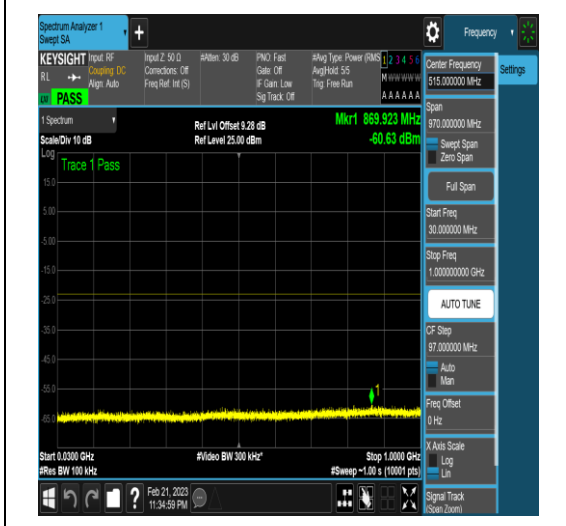 Spectrum Analyzer 1
Swept SA
+
Frequency
KEYSIGHT
RL
PASS
Input: RF
Coupling: DC
Align: Auto
Input Z: 50 Ω
Corrections: Off
Freq Ref: Int (S)
#Atten: 30 dB
PNO: Fast
Gate: Off
IF Gain: Low
Sig Track: Off
#Avg Type: Power (RMS
Avg|Hold: 5/5
Trig: Free Run
1 2 3 4 5 6
M W W W W W
A A A A A A
1 Spectrum
Scale/Div 10 dB
Ref Lvl Offset 9.28 dB
Ref Level 25.00 dBm
Mkr1 869.923 MHz
-60.63 dBm
Log
Trace 1 Pass
15.0
5.00
-5.00
-15.0
-25.0
-35.0
-45.0
-55.0
-65.0
1
Start 0.0300 GHz
#Res BW 100 kHz
#Video BW 300 kHz*
Stop 1.0000 GHz
#Sweep ~1.00 s (10001 pts)
?
Feb 21, 2023
11:34:59 PM
Center Frequency
515.000000 MHz
Settings
Span
970.000000 MHz
Swept Span
Zero Span
Full Span
Start Freq
30.000000 MHz
Stop Freq
1.000000000 GHz
AUTO TUNE
CF Step
97.000000 MHz
Auto
Man
Freq Offset
0 Hz
X Axis Scale
Log
Lin
Signal Track
(Span Zoom)